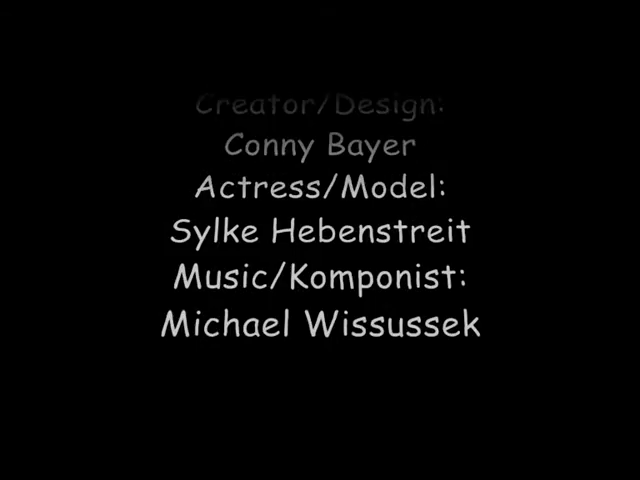 Creator/Design:
Conny Bayer
Actress/Model:
Sylke Hebenstreit
Music/Komponist:
Michael Wissussek